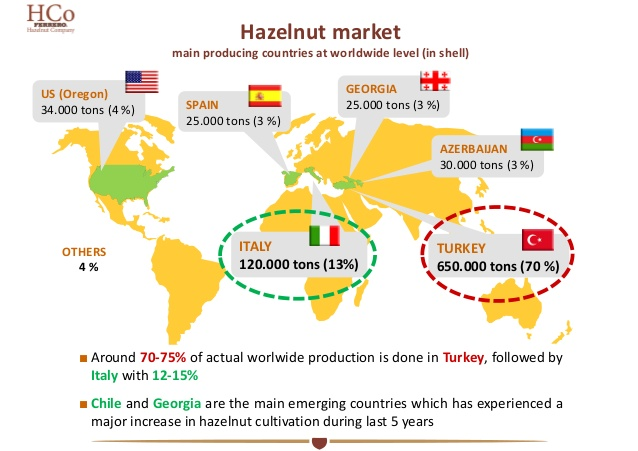 HCo
FERRERO
Hazelnut Company
Hazelnut market
main producing countries at worldwide level (in shell)
US (Oregon)
34.000 tons (4 %)
SPAIN
25.000 tons (3 %)
GEORGIA
25.000 tons (3 %)
AZERBAIJAN
30.000 tons (3 %)
OTHERS
4 %
ITALY
120.000 tons (13%)
TURKEY
650.000 tons (70 %)
Around 70-75% of actual worlwide production is done in Turkey, followed by
Italy with 12-15%
Chile and Georgia are the main emerging countries which has experienced a
major increase in hazelnut cultivation during last 5 years